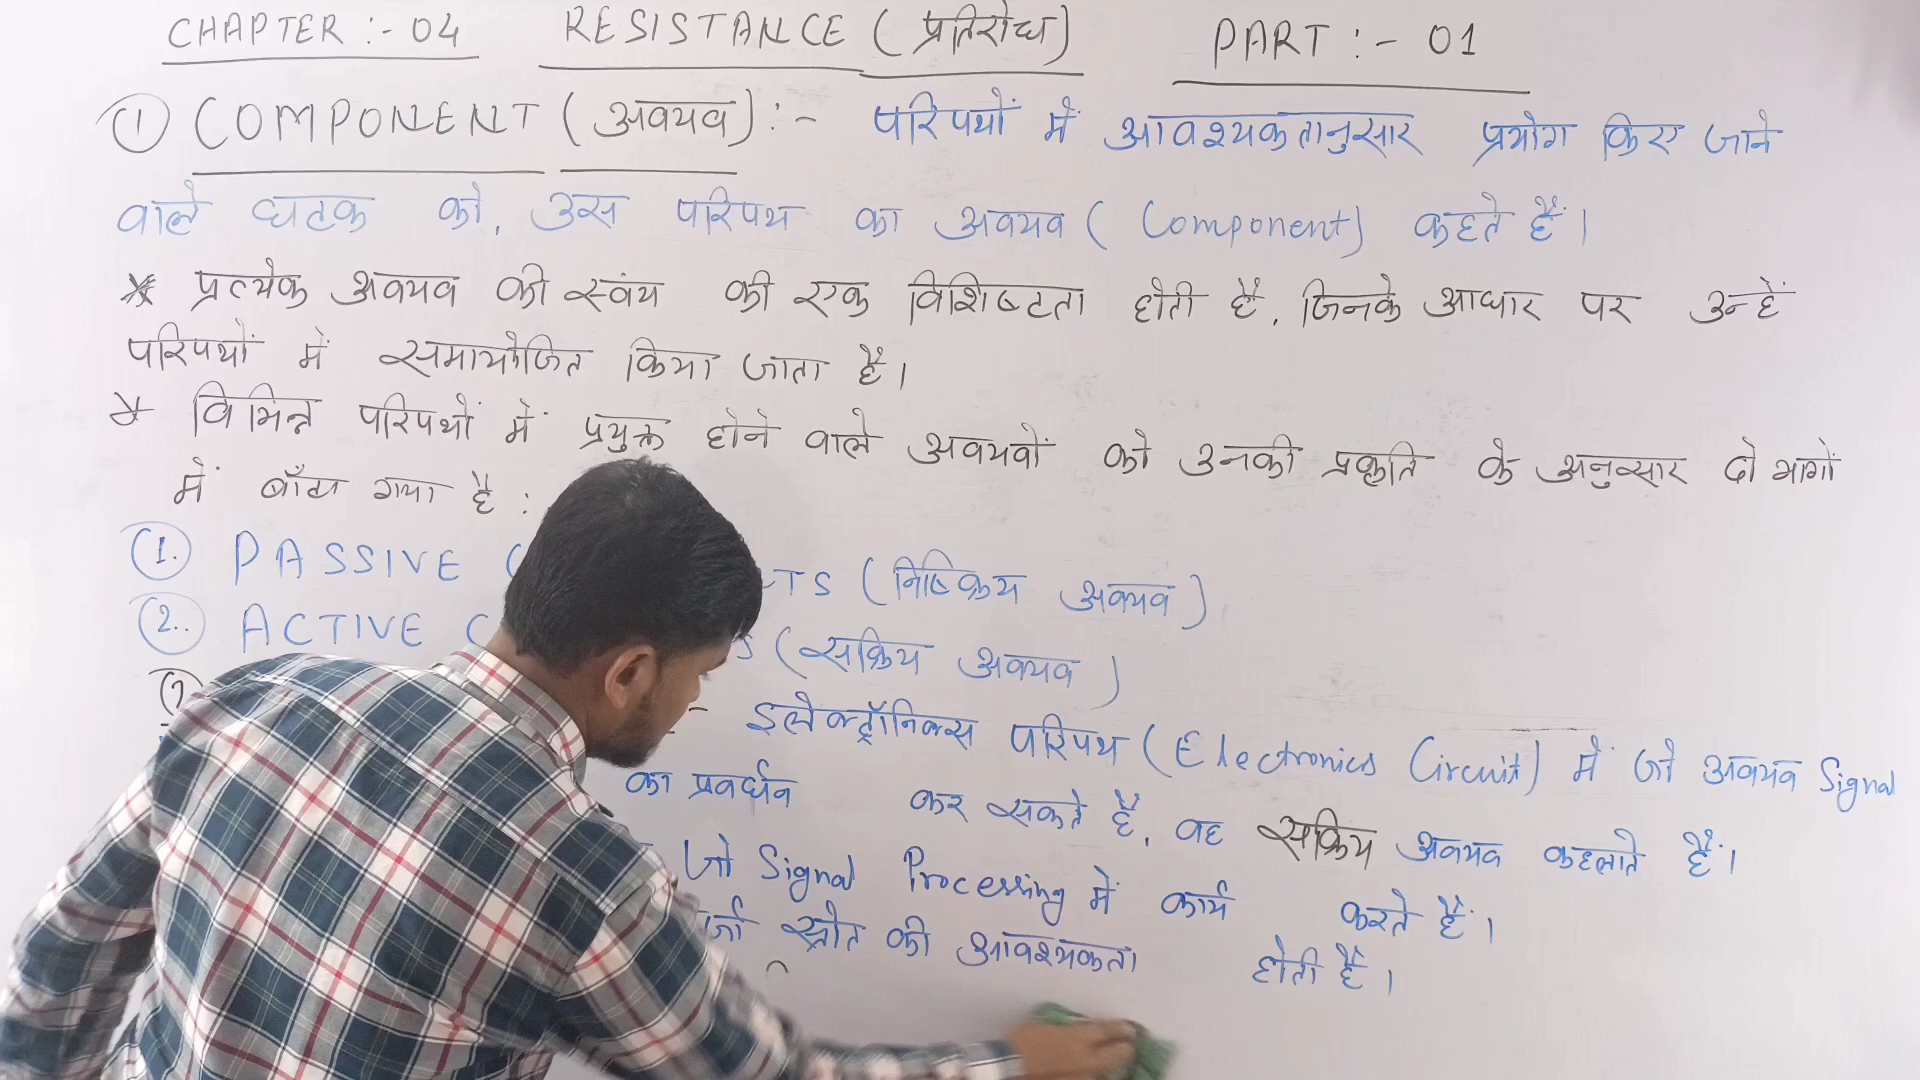 CHAPTER :- 04 RESISTANCE (प्रतिरोध) PART :- 01
① COMPONENT (अवयव) :- परिपथों में आवश्यकतानुसार प्रयोग किए जाने
वाले घटक को, उस परिपथ का अवयव (Component) कहते हैं।
* प्रत्येक अवयव की स्वंय की एक विशिष्टता होती है, जिनके आधार पर उन्हें
परिपथों में समायोजित किया जाता है।
* विभिन्न परिपथों में प्रयुक्त होने वाले अवयवों को उनकी प्रकृति के अनुसार दो भागों
में बाँटा गया है :
1. PASSIVE TS (निष्क्रिय अवयव)
2.. ACTIVE S (सक्रिय अवयव)
- इलेक्ट्रॉनिक्स परिपथ (Electronics Circuit) में जो अवयव Signal
का प्रवर्धन कर सकते हैं, वह सक्रिय अवयव कहलाते हैं।
जो Signal Processing में कार्य करते हैं।
र्जा स्त्रोत की आवश्यकता होती है।